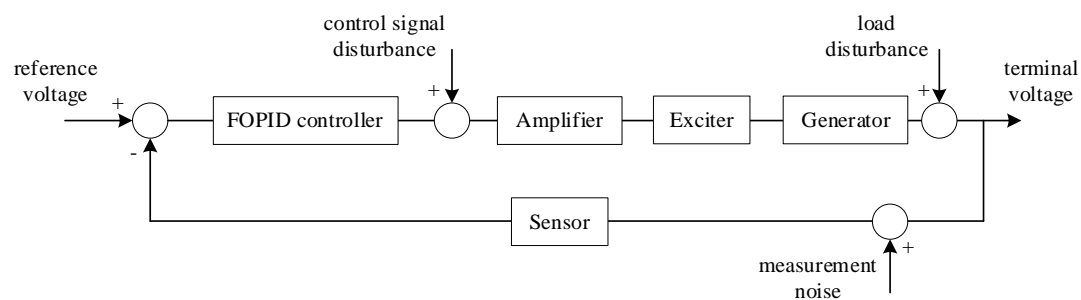 control signal
disturbance
load
disturbance
reference
voltage
terminal
voltage
+
+
+
FOPID controller
Amplifier
Exciter
Generator
-
Sensor
+
measurement
noise